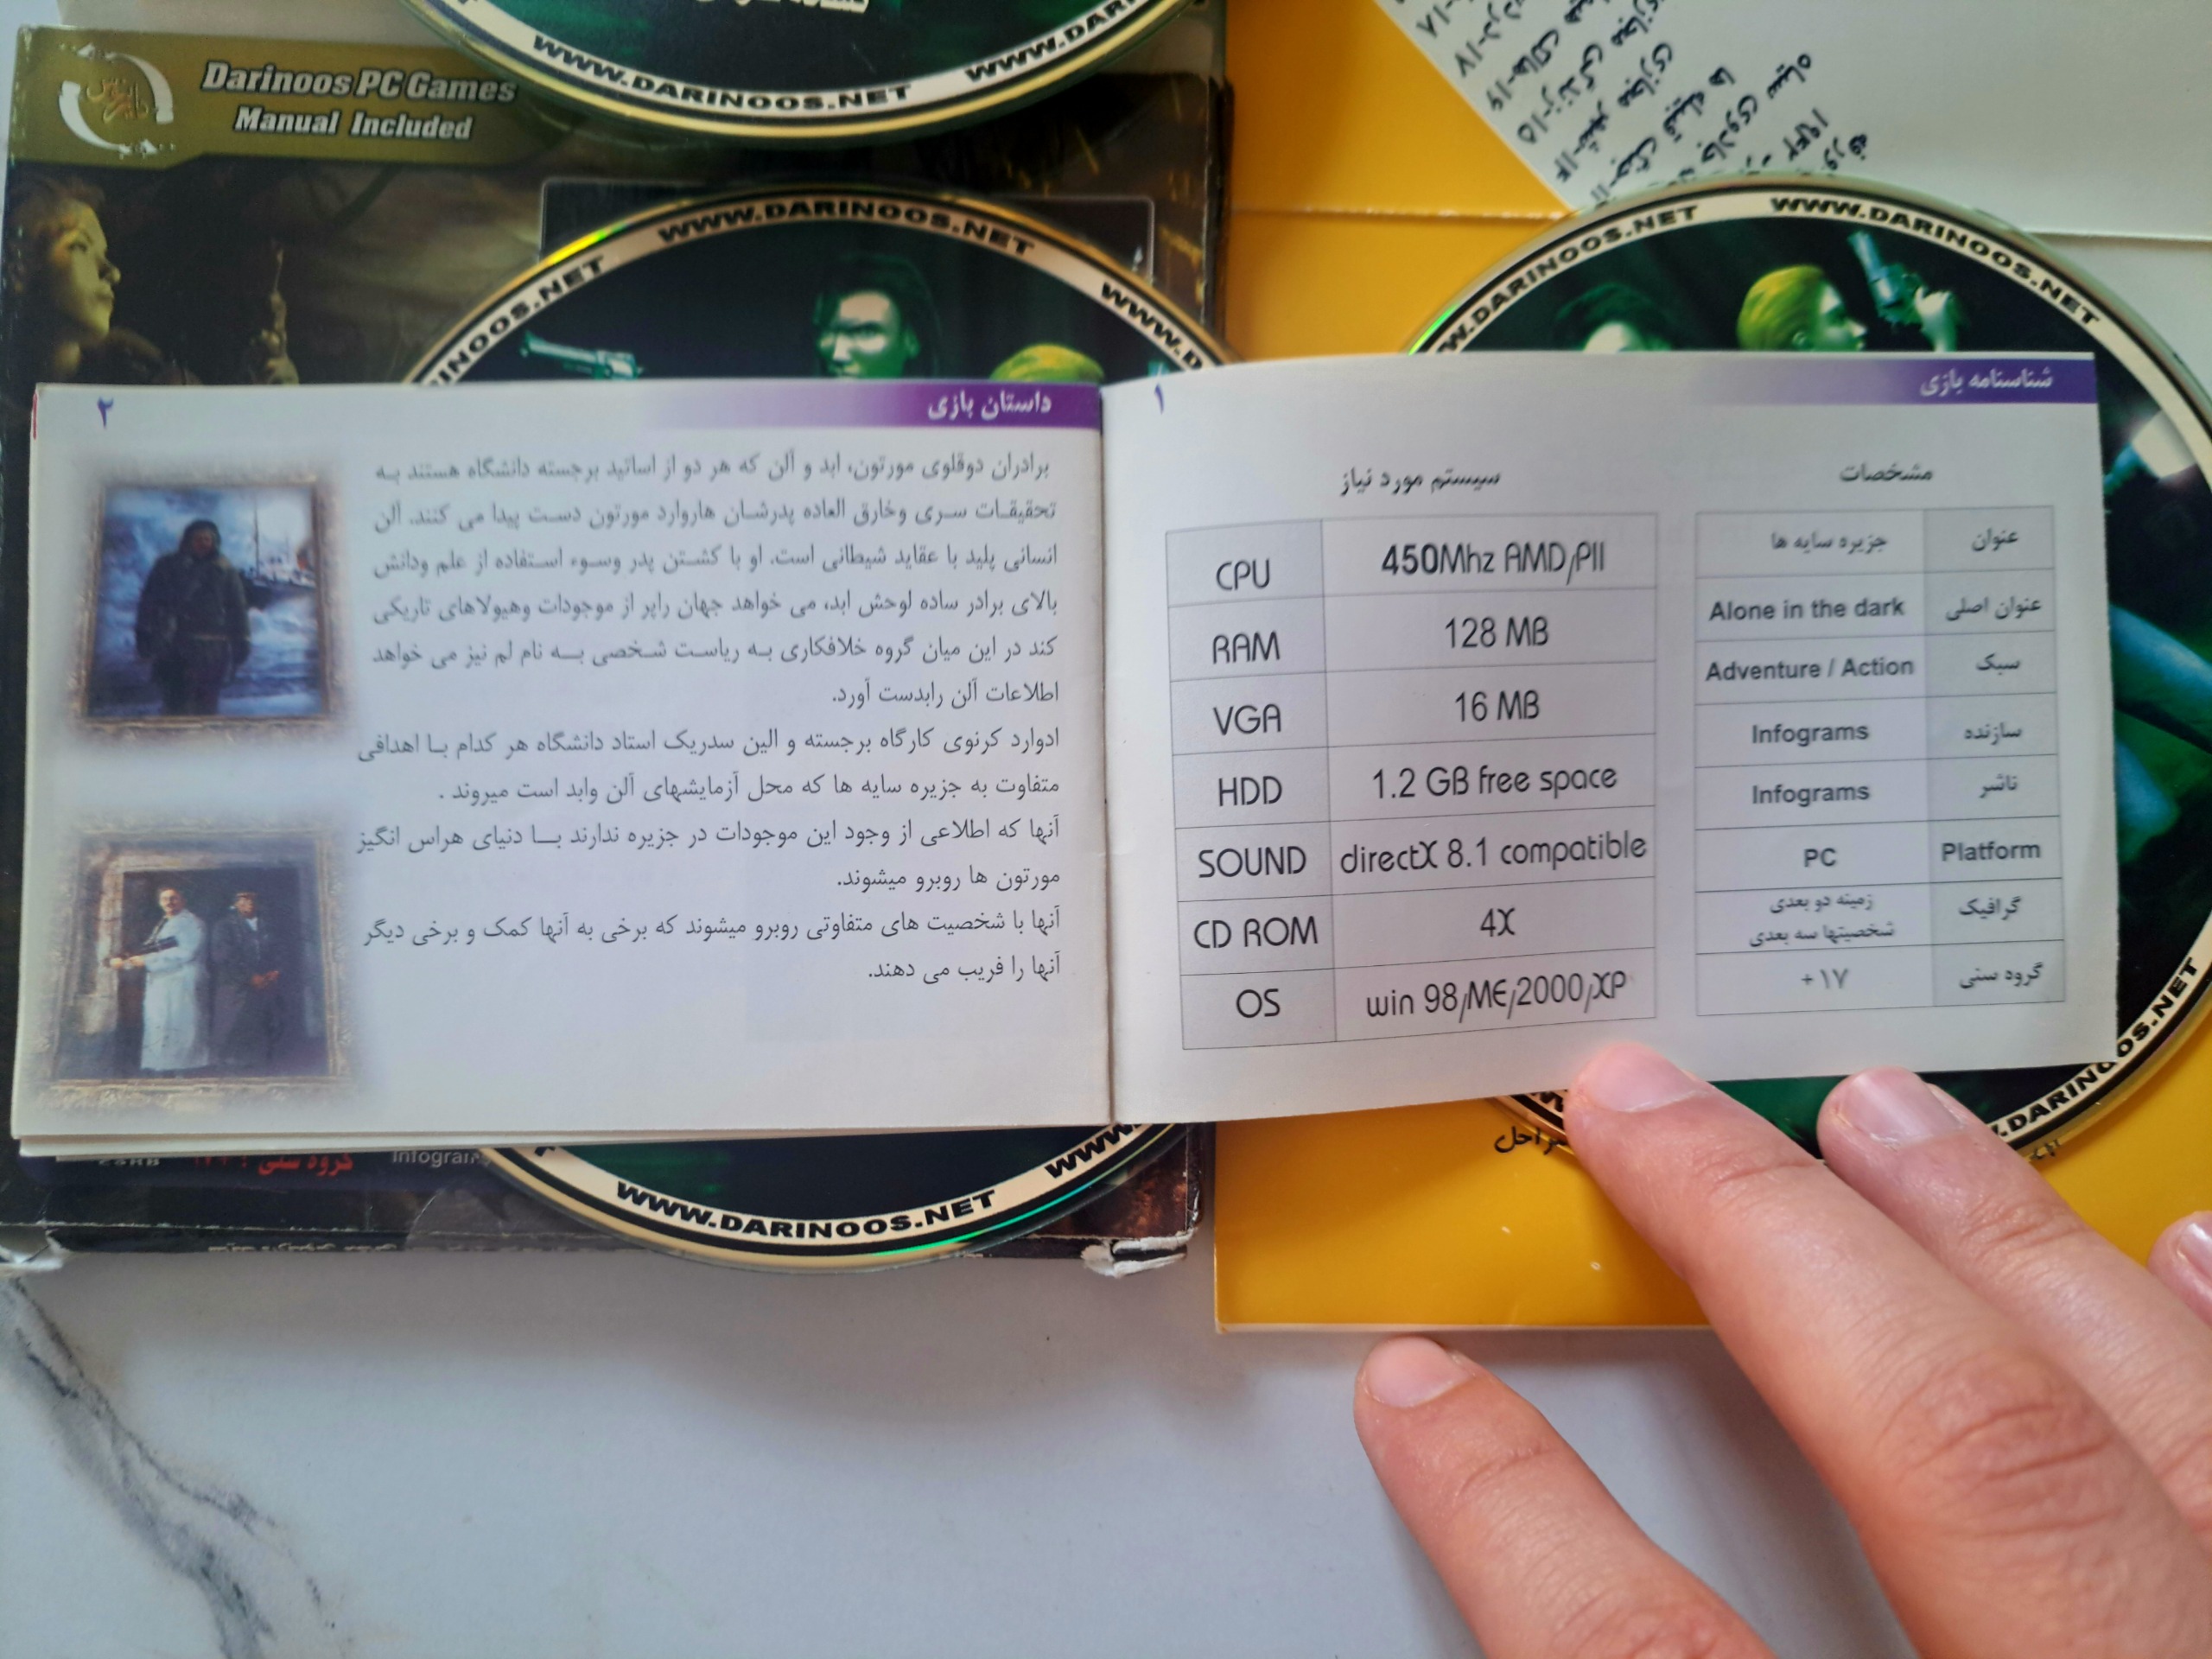 Darinoos PC Games
Manual Included
WWW.DARINOOS.NET
WWW.DARINOOS.NET
WWW.DARINOOS.NET
WWW.DARINOOS.NET
WWW.DARINOOS.NET
شناسنامه بازی
۱
مشخصات
عنوان جزیره سایه ها
عنوان اصلی Alone in the dark
سبک Adventure / Action
سازنده Infograms
ناشر Infograms
Platform PC
گرافیک زمینه دو بعدی
شخصیتها سه بعدی
گروه سنی ۱۷ +
سیستم مورد نیاز
CPU 450Mhz AMD/PII
RAM 128 MB
VGA 16 MB
HDD 1.2 GB free space
SOUND directX 8.1 compatible
CD ROM 4X
OS win 98/ME/2000/XP
داستان بازی
۲
برادران دوقلوی مورتون، ابد و آلن که هر دو از اساتید برجسته دانشگاه هستند به
تحقیقات سری وخارق العاده پدرشان هاروارد مورتون دست پیدا می کنند. آلن
انسانی پلید با عقاید شیطانی است. او با کشتن پدر وسوء استفاده از علم ودانش
بالای برادر ساده لوحش ابد، می خواهد جهان راپر از موجودات وهیولاهای تاریکی
کند در این میان گروه خلافکاری به ریاست شخصی به نام لم نیز می خواهد
اطلاعات آلن رابدست آورد.
ادوارد کرنوی کارگاه برجسته و الین سدریک استاد دانشگاه هر کدام با اهدافی
متفاوت به جزیره سایه ها که محل آزمایشهای آلن وابد است میروند .
آنها که اطلاعی از وجود این موجودات در جزیره ندارند با دنیای هراس انگیز
مورتون ها روبرو میشوند.
آنها با شخصیت های متفاوتی روبرو میشوند که برخی به آنها کمک و برخی دیگر
آنها را فریب می دهند.
گروه سنی
WWW.DARINOOS.NET